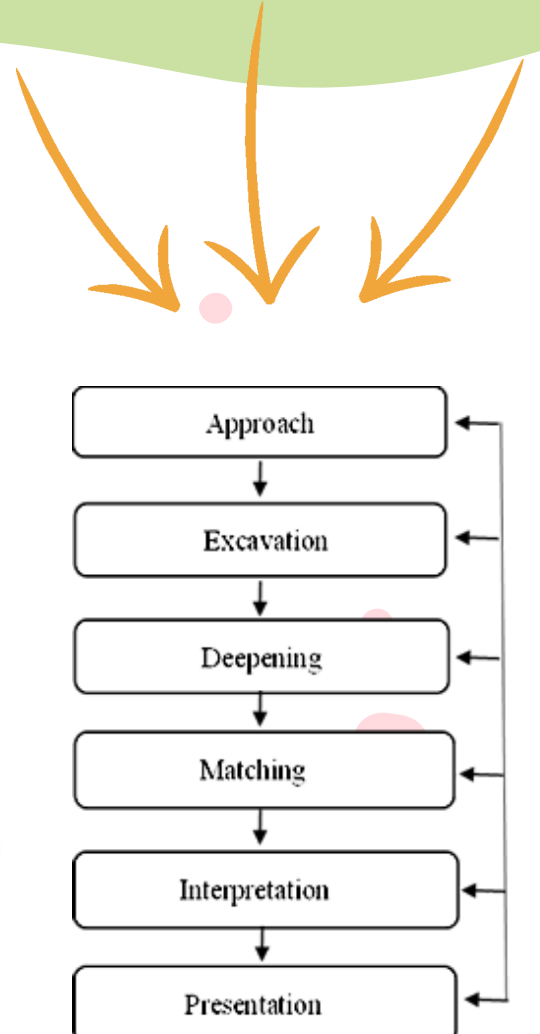 Approach
Excavation
Deepening
Matching
Interpretation
Presentation